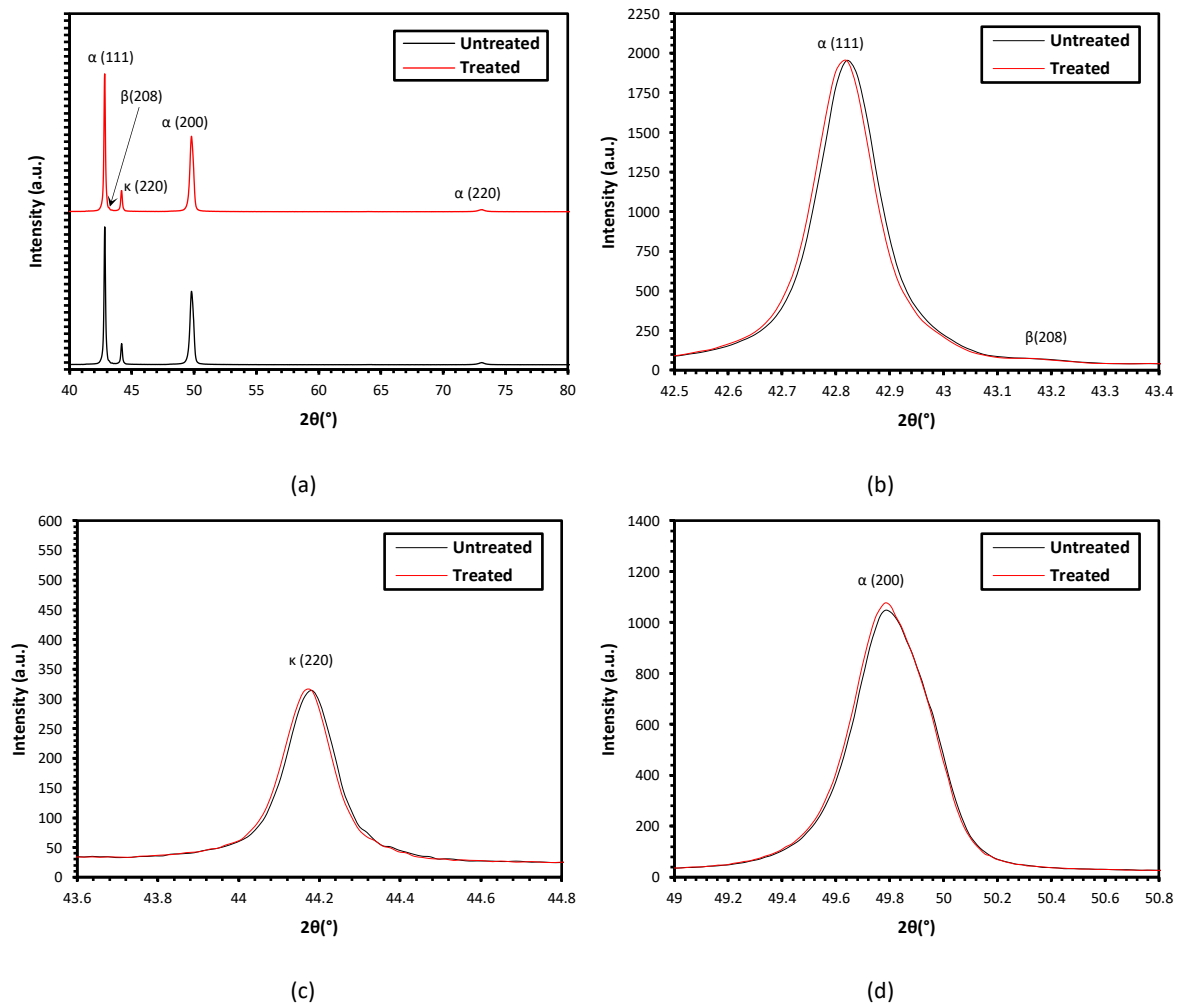 Untreated
Treated
α (111)
β(208)
α (200)
κ (220)
α (220)
Intensity (a.u.)
40 45 50 55 60 65 70 75 80
2θ(°)
(a)
2250
2000
1750
1500
1250
1000
750
500
250
0
Untreated
Treated
α (111)
β(208)
Intensity (a.u.)
42.5 42.6 42.7 42.8 42.9 43 43.1 43.2 43.3 43.4
2θ(°)
(b)
600
550
500
450
400
350
300
250
200
150
100
50
0
Untreated
Treated
κ (220)
Intensity (a.u.)
43.6 43.8 44 44.2 44.4 44.6 44.8
2θ(°)
(c)
1400
1200
1000
800
600
400
200
0
Untreated
Treated
α (200)
Intensity (a.u.)
49 49.2 49.4 49.6 49.8 50 50.2 50.4 50.6 50.8
2θ(°)
(d)